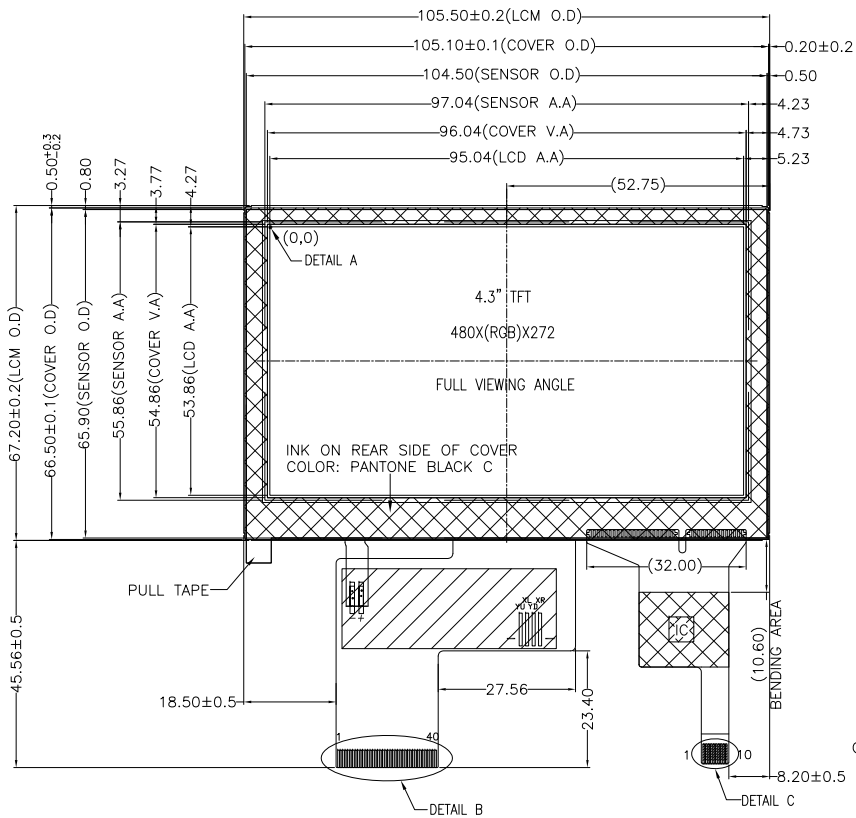 105.50±0.2(LCM O.D)
105.10±0.1(COVER O.D)
0.20±0.2
104.50(SENSOR O.D)
0.50
97.04(SENSOR A.A)
4.23
96.04(COVER V.A)
4.73
95.04(LCD A.A)
5.23
(52.75)
0.50±0.3
±0.2
0.80
3.27
3.77
4.27
67.20±0.2(LCM O.D)
66.50±0.1(COVER O.D)
65.90(SENSOR O.D)
55.86(SENSOR A.A)
54.86(COVER V.A)
53.86(LCD A.A)
(0,0)
DETAIL A
4.3" TFT
480X(RGB)X272
FULL VIEWING ANGLE
INK ON REAR SIDE OF COVER
COLOR: PANTONE BLACK C
(32.00)
PULL TAPE
XL XR
YU YD
IC
(10.60)
BENDING AREA
45.56±0.5
18.50±0.5
27.56
23.40
1 40
1 10
8.20±0.5
DETAIL B
DETAIL C